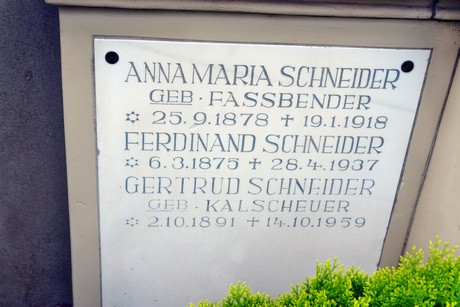 ANNA MARIA SCHNEIDER
GEB · FASSBENDER
✡ 25.9.1878 ✝ 19.1.1918
FERDINAND SCHNEIDER
✡ 6.3.1875 ✝ 28.4.1937
GERTRUD SCHNEIDER
GEB · KALSCHEUER
✡ 2.10.1891 ✝ 14.10.1959